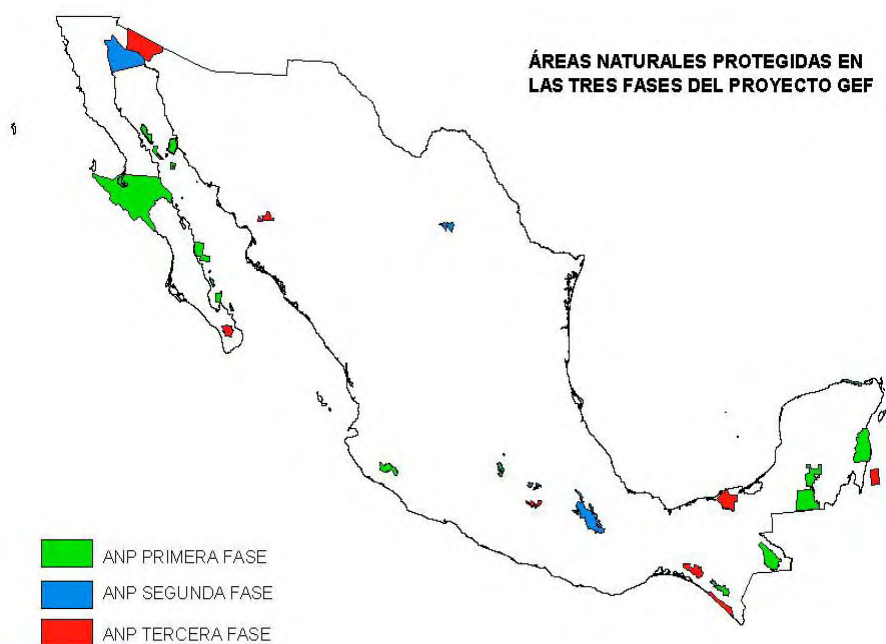 ÁREAS NATURALES PROTEGIDAS EN
LAS TRES FASES DEL PROYECTO GEF
ANP PRIMERA FASE
ANP SEGUNDA FASE
ANP TERCERA FASE